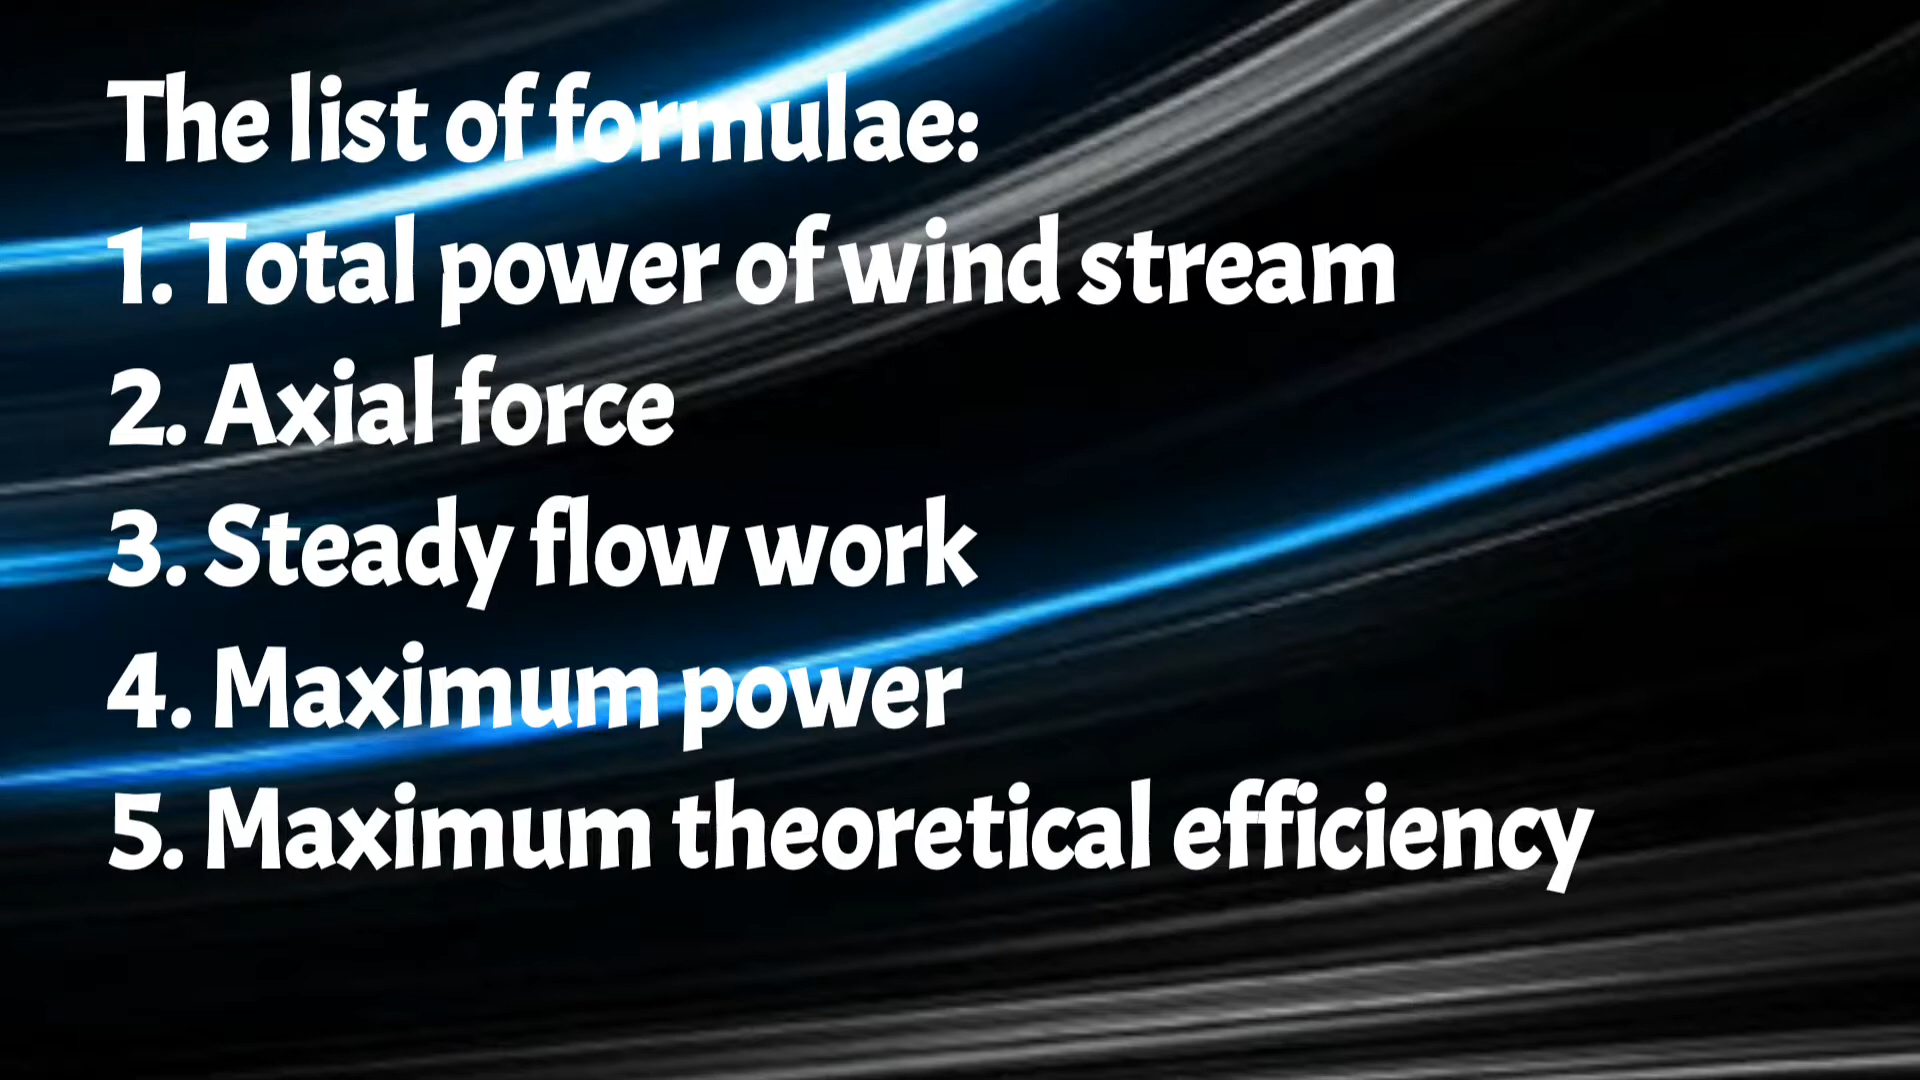 The list of formulae:
1. Total power of wind stream
2. Axial force
3. Steady flow work
4. Maximum power
5. Maximum theoretical efficiency